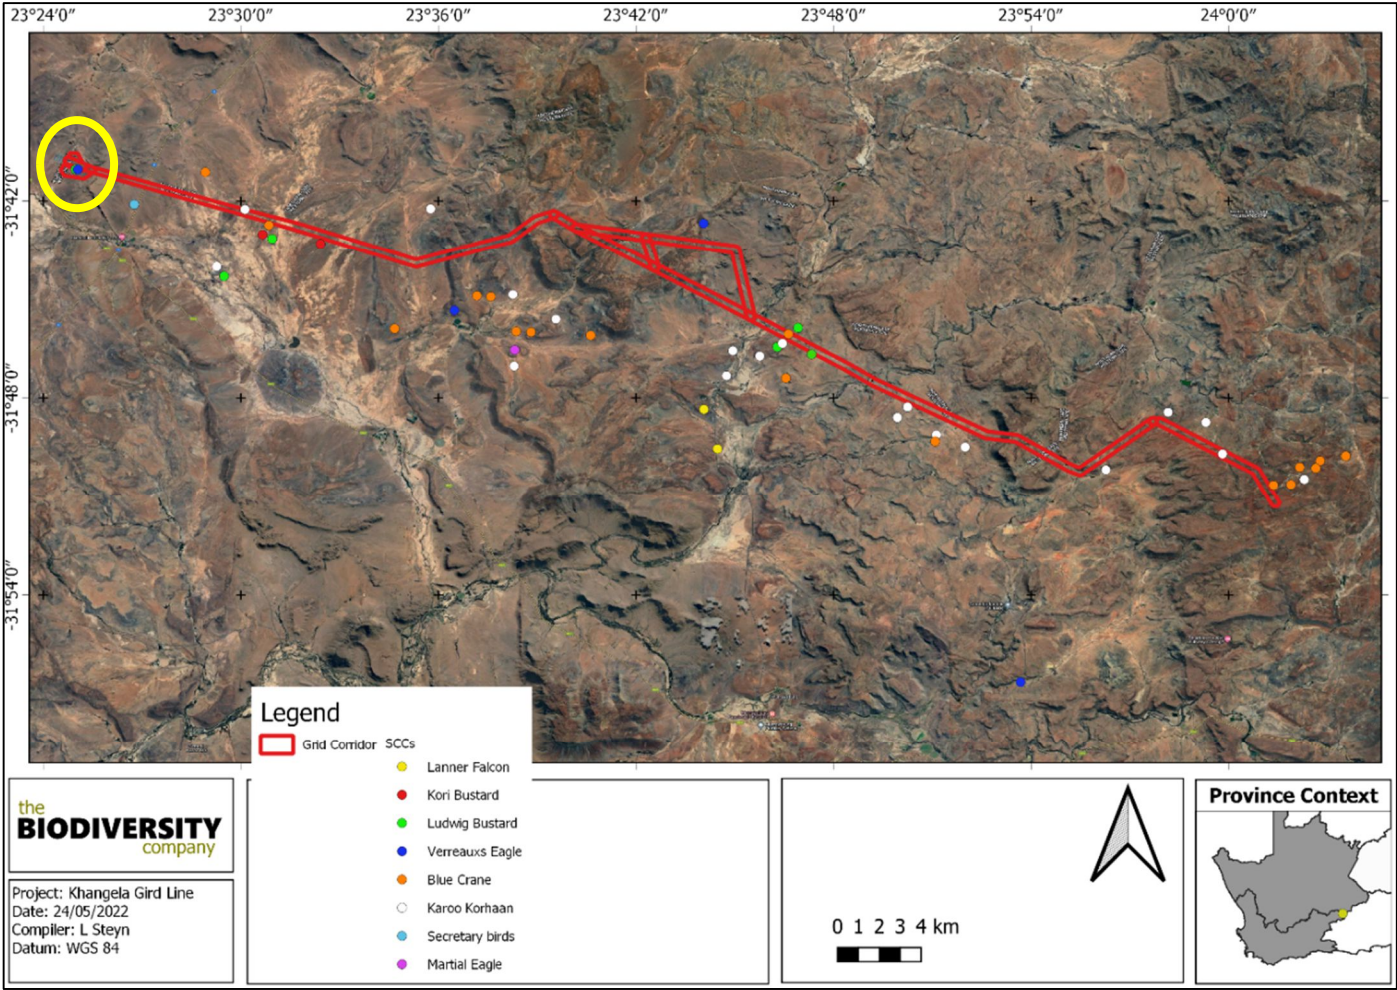 23°24′0″ 23°30′0″ 23°36′0″ 23°42′0″ 23°48′0″ 23°54′0″ 24°0′0″
-31°42′0″
-31°48′0″
-31°54′0″
Legend
Grid Corridor SCCs
Lanner Falcon
Kori Bustard
Ludwig Bustard
Verreauxs Eagle
Blue Crane
Karoo Korhaan
Secretary birds
Martial Eagle
the
BIODIVERSITY
company
Project: Khangela Gird Line
Date: 24/05/2022
Compiler: L Steyn
Datum: WGS 84
0 1 2 3 4 km
Province Context